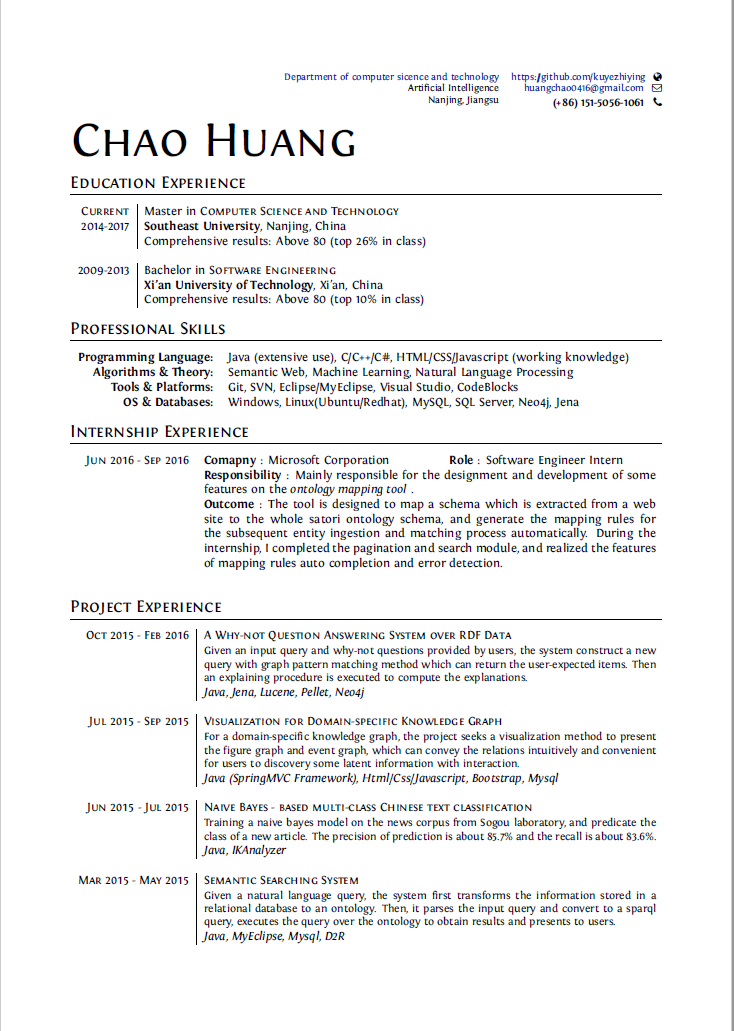 Department of computer sicence and technology https://github.com/kuyezhiying
Artificial Intelligence huangchao0416@gmail.com
Nanjing, Jiangsu (+86) 151-5056-1061
Chao Huang
Education Experience
Current Master in Computer Science and Technology
2014-2017 Southeast University, Nanjing, China
Comprehensive results: Above 80 (top 26% in class)
2009-2013 Bachelor in Software Engineering
Xi'an University of Technology, Xi'an, China
Comprehensive results: Above 80 (top 10% in class)
Professional Skills
Programming Language: Java (extensive use), C/C++/C#, HTML/CSS/Javascript (working knowledge)
Algorithms & Theory: Semantic Web, Machine Learning, Natural Language Processing
Tools & Platforms: Git, SVN, Eclipse/MyEclipse, Visual Studio, CodeBlocks
OS & Databases: Windows, Linux(Ubuntu/Redhat), MySQL, SQL Server, Neo4j, Jena
Internship Experience
Jun 2016 - Sep 2016 Comapny : Microsoft Corporation Role : Software Engineer Intern
Responsibility : Mainly responsible for the designment and development of some
features on the ontology mapping tool .
Outcome : The tool is designed to map a schema which is extracted from a web
site to the whole satori ontology schema, and generate the mapping rules for
the subsequent entity ingestion and matching process automatically. During the
internship, I completed the pagination and search module, and realized the features
of mapping rules auto completion and error detection.
Project Experience
Oct 2015 - Feb 2016 A Why-not Question Answering System over RDF Data
Given an input query and why-not questions provided by users, the system construct a new
query with graph pattern matching method which can return the user-expected items. Then
an explaining procedure is executed to compute the explanations.
Java, Jena, Lucene, Pellet, Neo4j
Jul 2015 - Sep 2015 Visualization for Domain-specific Knowledge Graph
For a domain-specific knowledge graph, the project seeks a visualization method to present
the figure graph and event graph, which can convey the relations intuitively and convenient
for users to discovery some latent information with interaction.
Java (SpringMVC Framework), Html/Css/Javascript, Bootstrap, Mysql
Jun 2015 - Jul 2015 Naive Bayes - based multi-class Chinese text classification
Training a naive bayes model on the news corpus from Sogou laboratory, and predicate the
class of a new article. The precision of prediction is about 85.7% and the recall is about 83.6%.
Java, IKAnalyzer
Mar 2015 - May 2015 Semantic Searching System
Given a natural language query, the system first transforms the information stored in a
relational database to an ontology. Then, it parses the input query and convert to a sparql
query, executes the query over the ontology to obtain results and presents to users.
Java, MyEclipse, Mysql, D2R